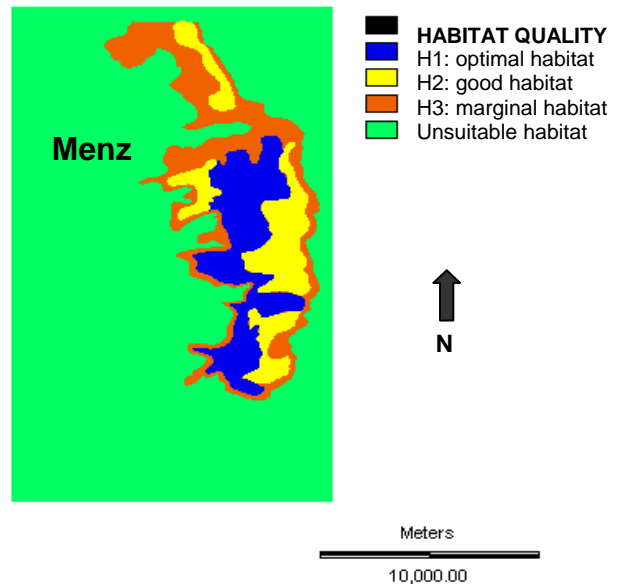 HABITAT QUALITY
H1: optimal habitat
H2: good habitat
H3: marginal habitat
Unsuitable habitat
Menz
N
Meters
10,000.00